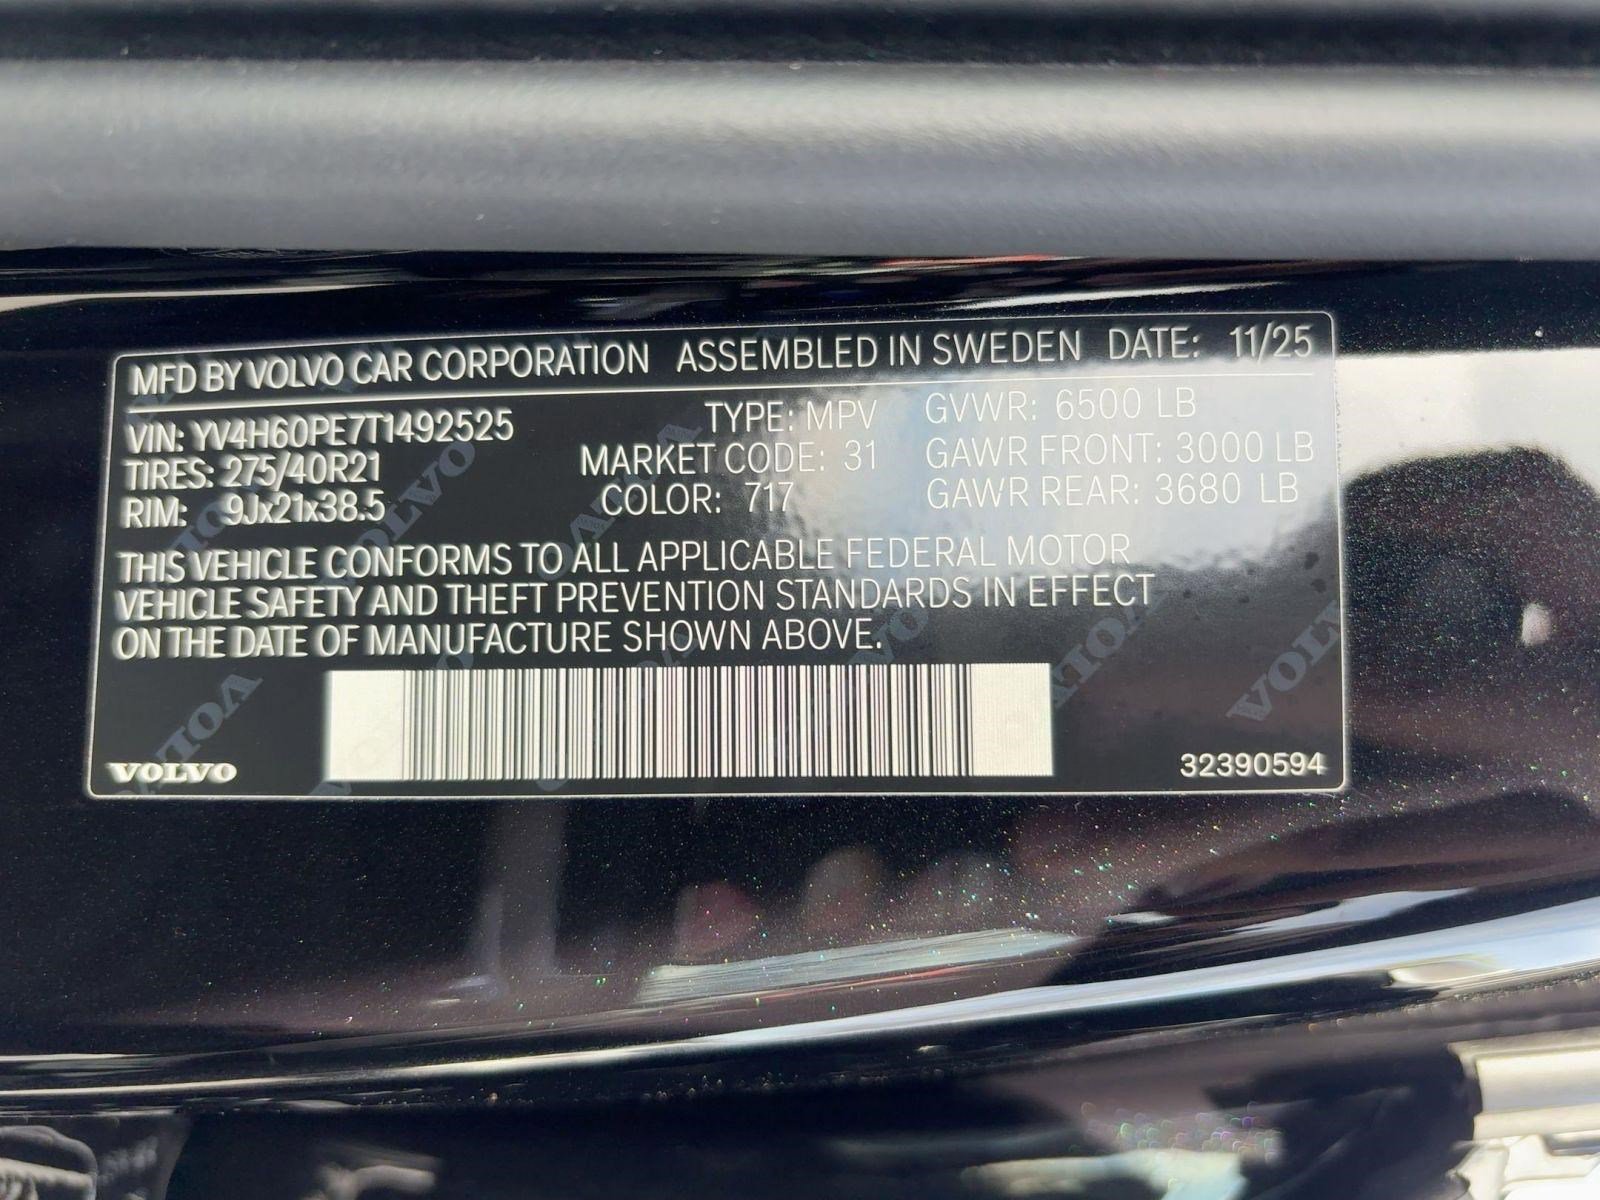 MFD BY VOLVO CAR CORPORATION ASSEMBLED IN SWEDEN DATE: 11/25
VIN: YV4H60PE7T1492525 TYPE: MPV GVWR: 6500 LB
TIRES: 275/40R21 MARKET CODE: 31 GAWR FRONT: 3000 LB
RIM: 9Jx21x38.5 COLOR: 717 GAWR REAR: 3680 LB
THIS VEHICLE CONFORMS TO ALL APPLICABLE FEDERAL MOTOR
VEHICLE SAFETY AND THEFT PREVENTION STANDARDS IN EFFECT
ON THE DATE OF MANUFACTURE SHOWN ABOVE.
VOLVO 32390594